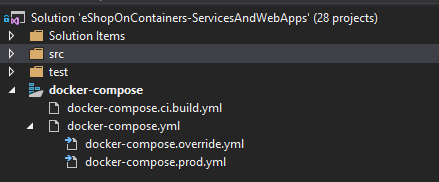 Solution 'eShopOnContainers-ServicesAndWebApps' (28 projects)
Solution Items
src
test
docker-compose
docker-compose.ci.build.yml
docker-compose.yml
docker-compose.override.yml
docker-compose.prod.yml